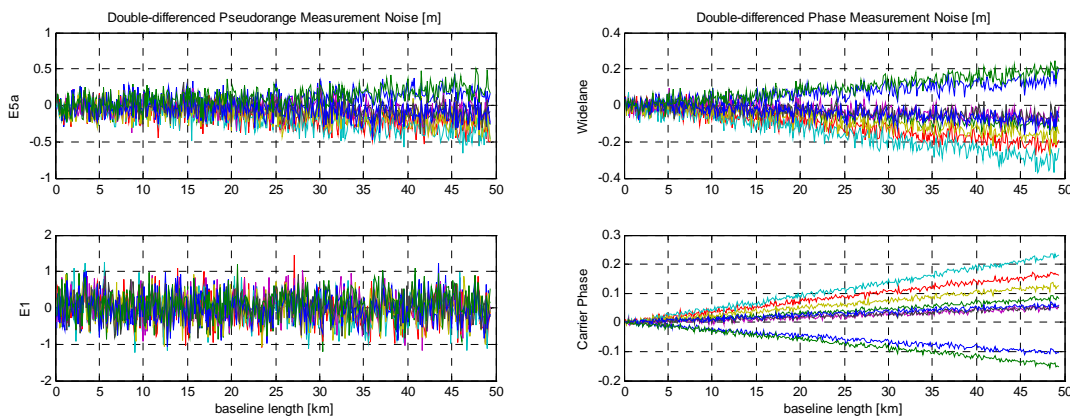 Double-differenced Pseudorange Measurement Noise [m]
1
0.5
0
-0.5
-1
E5a
0 5 10 15 20 25 30 35 40 45 50
2
1
0
-1
-2
E1
0 5 10 15 20 25 30 35 40 45 50
baseline length [km]
Double-differenced Phase Measurement Noise [m]
0.4
0.2
0
-0.2
-0.4
Widelane
0 5 10 15 20 25 30 35 40 45 50
0.3
0.2
0.1
0
-0.1
-0.2
Carrier Phase
0 5 10 15 20 25 30 35 40 45 50
baseline length [km]